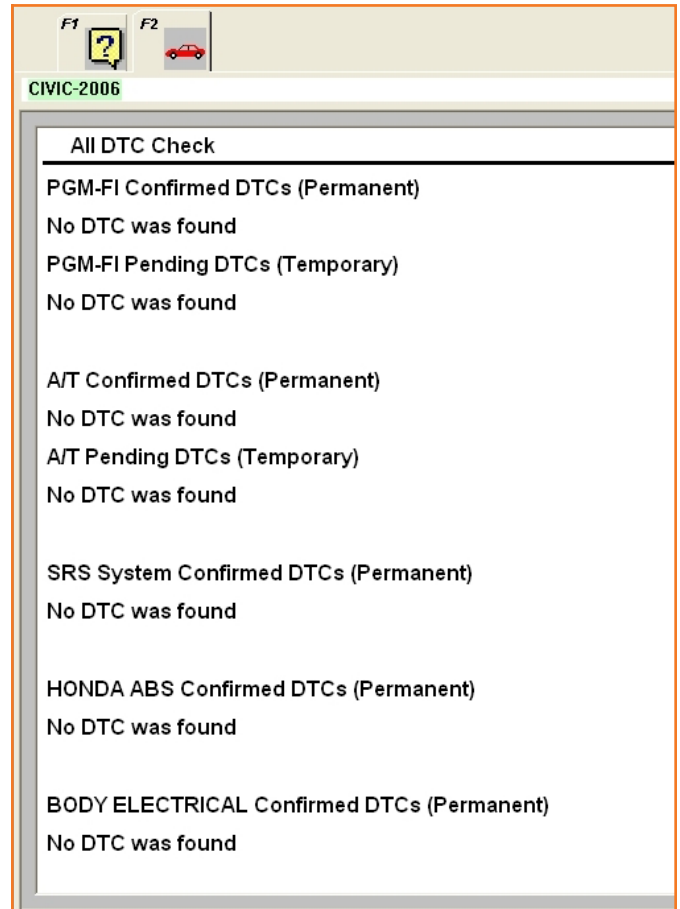 F1 F2
CIVIC-2006
All DTC Check
PGM-FI Confirmed DTCs (Permanent)
No DTC was found
PGM-FI Pending DTCs (Temporary)
No DTC was found
A/T Confirmed DTCs (Permanent)
No DTC was found
A/T Pending DTCs (Temporary)
No DTC was found
SRS System Confirmed DTCs (Permanent)
No DTC was found
HONDA ABS Confirmed DTCs (Permanent)
No DTC was found
BODY ELECTRICAL Confirmed DTCs (Permanent)
No DTC was found